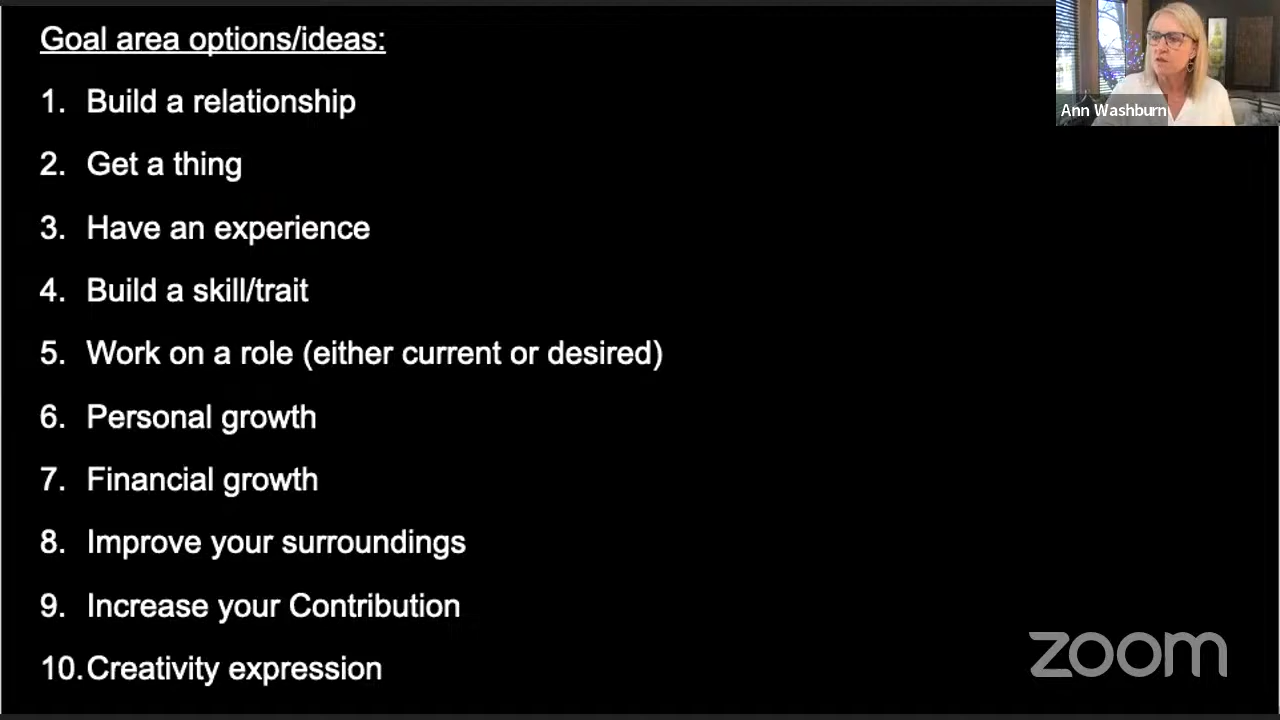 Goal area options/ideas:
1. Build a relationship
2. Get a thing
3. Have an experience
4. Build a skill/trait
5. Work on a role (either current or desired)
6. Personal growth
7. Financial growth
8. Improve your surroundings
9. Increase your Contribution
10. Creativity expression
Ann Washburn
zoom